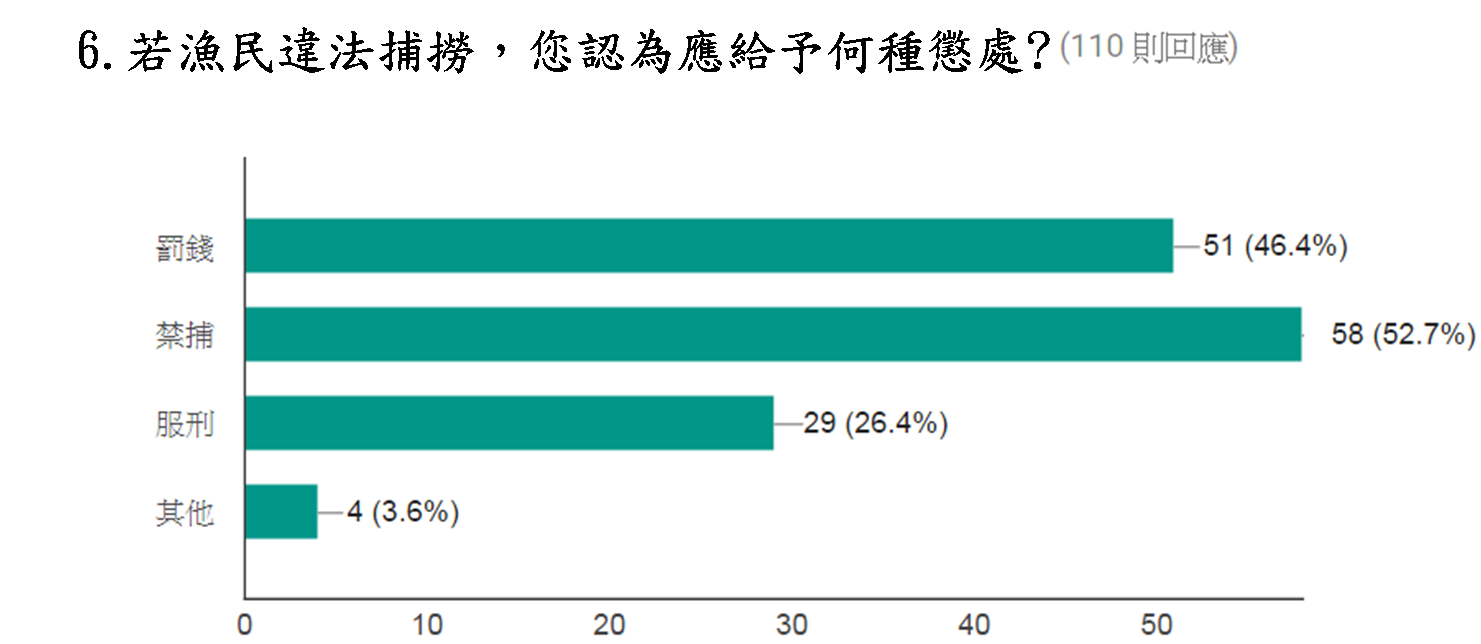 6.若漁民違法捕撈，您認為應給予何種懲處?(110 則回應)
罰錢 51 (46.4%)
禁捕 58 (52.7%)
服刑 29 (26.4%)
其他 4 (3.6%)
0 10 20 30 40 50